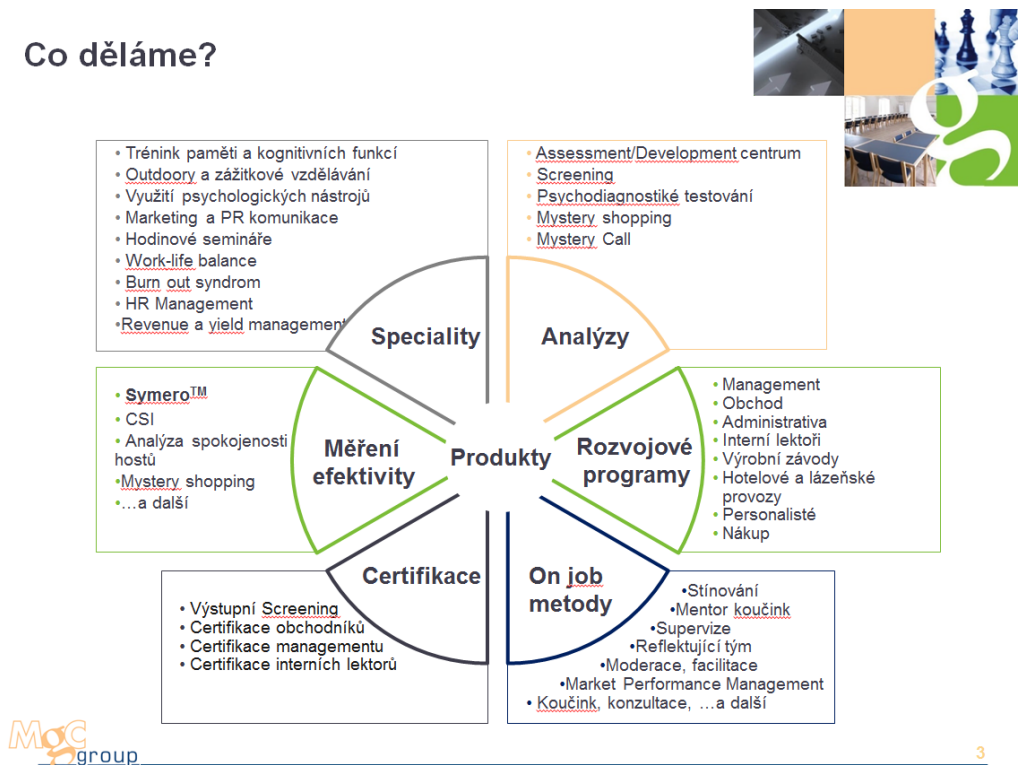 Co děláme?
• Trénink paměti a kognitivních funkcí
• Outdoory a zážitkové vzdělávání
• Využití psychologických nástrojů
• Marketing a PR komunikace
• Hodinové semináře
• Work-life balance
• Burn out syndrom
• HR Management
•Revenue a yield management
• Assessment/Development centrum
• Screening
• Psychodiagnostiké testování
• Mystery shopping
• Mystery Call
Speciality
Analýzy
• Symero™
• CSI
• Analýza spokojenosti
hostů
•Mystery shopping
•…a další
Měření
efektivity
Produkty
Rozvojové
programy
• Management
• Obchod
• Administrativa
• Interní lektoři
• Výrobní závody
• Hotelové a lázeňské
provozy
• Personalisté
• Nákup
Certifikace
On job
metody
• Výstupní Screening
• Certifikace obchodníků
• Certifikace managementu
• Certifikace interních lektorů
•Stínování
•Mentor koučink
•Supervize
•Reflektující tým
•Moderace, facilitace
•Market Performance Management
• Koučink, konzultace, …a další
MgC
group
3